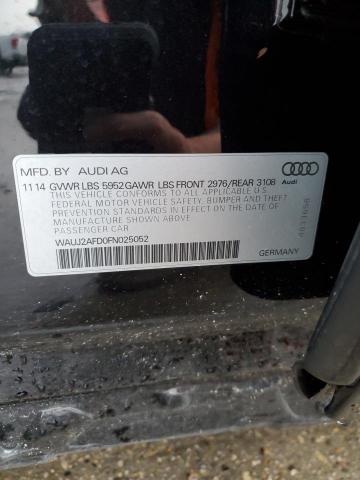 MFD. BY AUDI AG
11 14 GVWR LBS 5952 GAWR LBS FRONT 2976/REAR 3108
THIS VEHICLE CONFORMS TO ALL APPLICABLE U.S.
FEDERAL MOTOR VEHICLE SAFETY, BUMPER AND THEFT
PREVENTION STANDARDS IN EFFECT ON THE DATE OF
MANUFACTURE SHOWN ABOVE.
PASSENGER CAR
WAUJ2AFD0FN025052
Audi
GERMANY